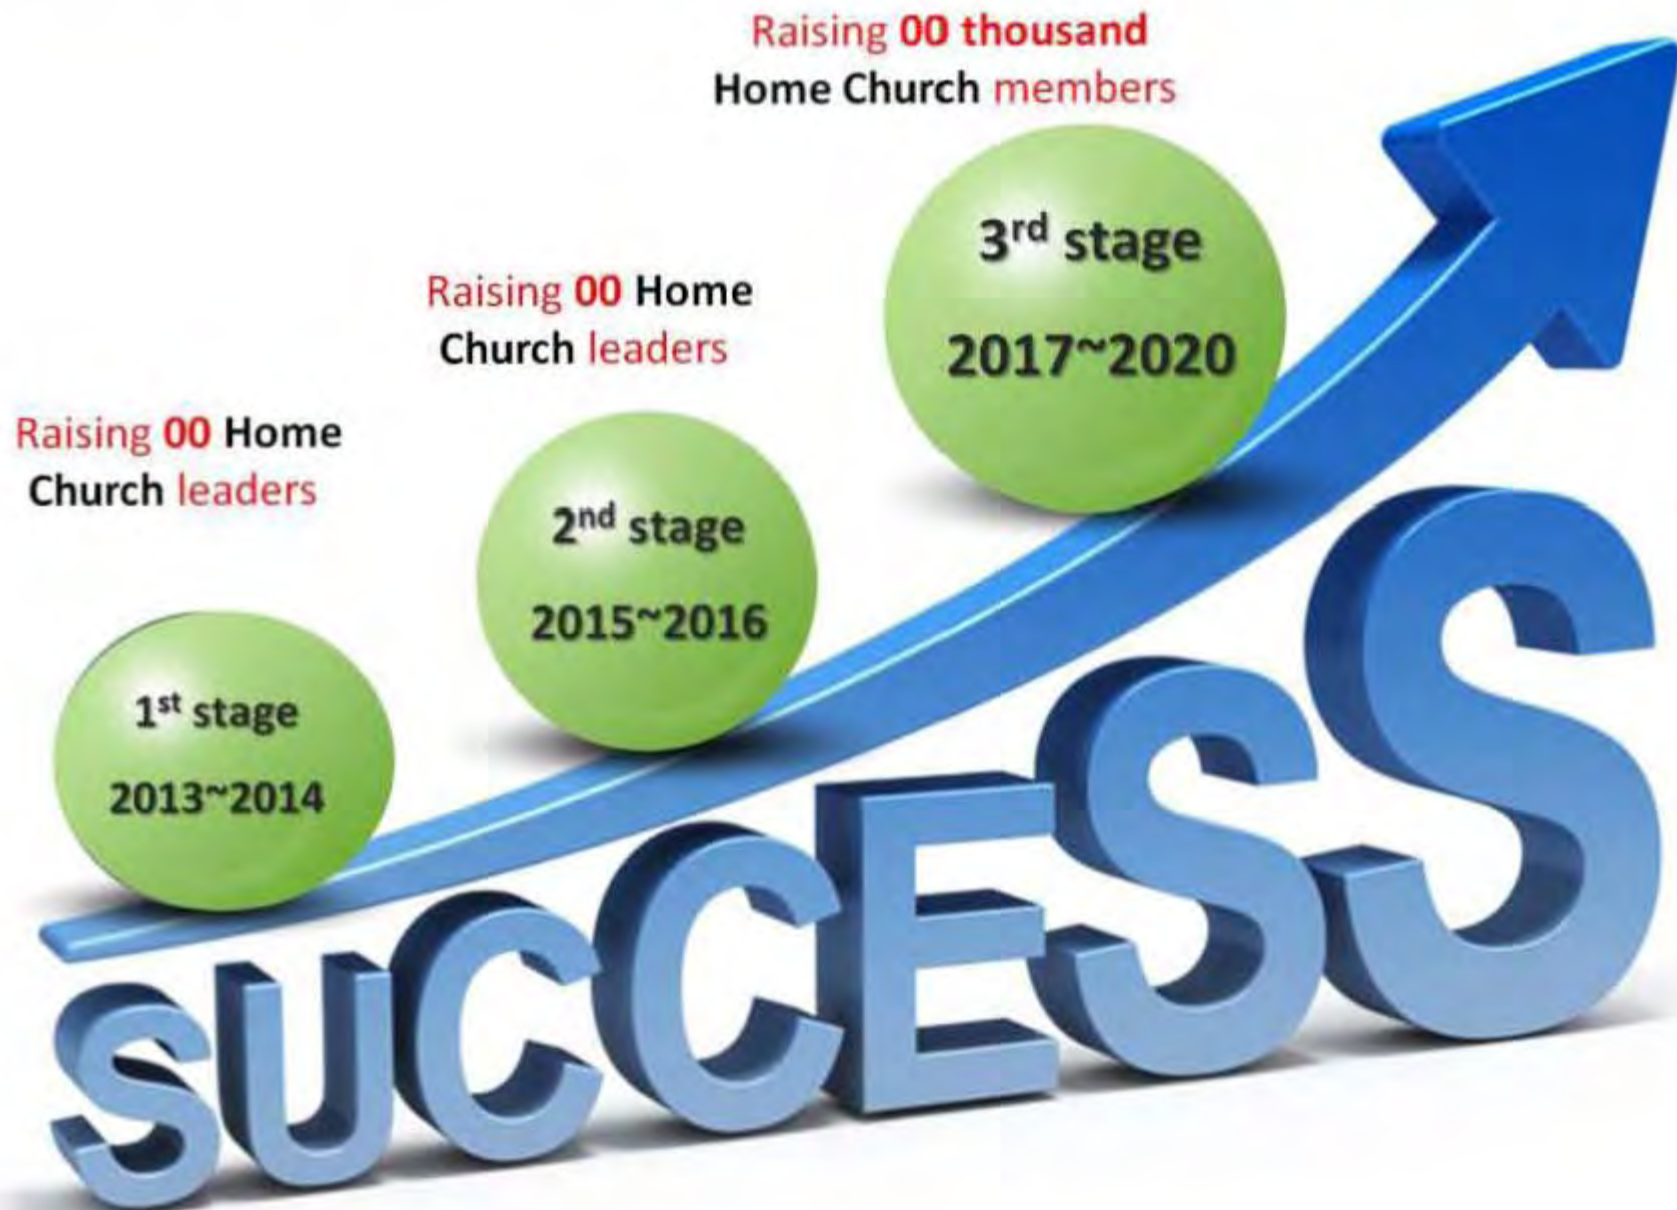 Raising 00 thousand
Home Church members
3rd stage
2017~2020
Raising 00 Home
Church leaders
2nd stage
2015~2016
Raising 00 Home
Church leaders
1st stage
2013~2014
SUCCESS